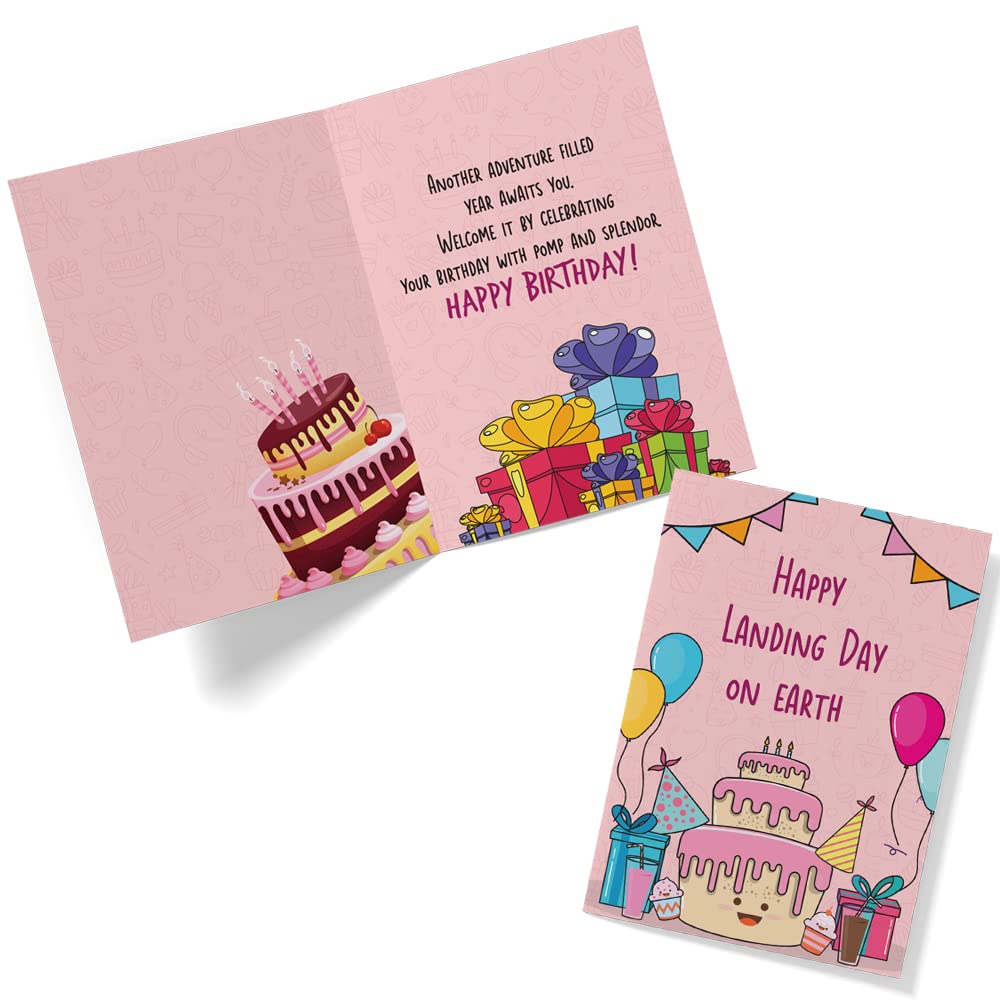 Another adventure filled
year awaits you.
Welcome it by celebrating
your birthday with pomp and splendor
Happy Birthday!
Happy
Landing Day
on Earth